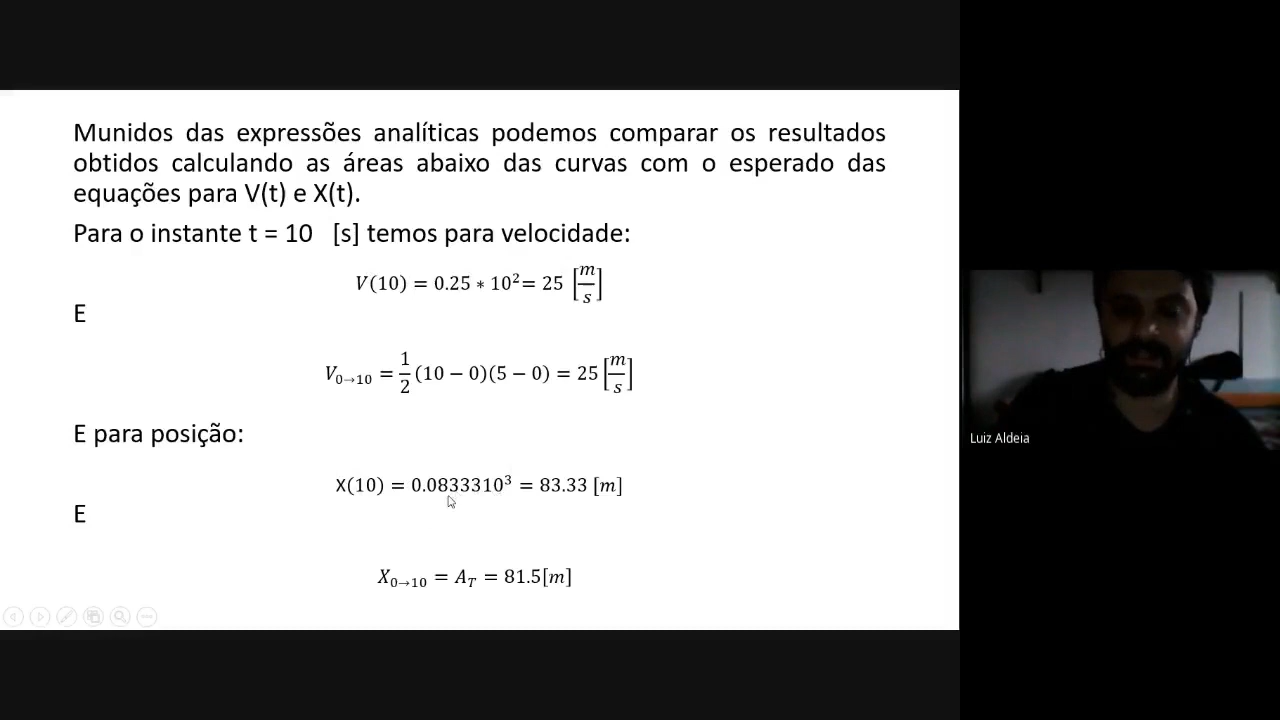 Munidos das expressões analíticas podemos comparar os resultados
obtidos calculando as áreas abaixo das curvas com o esperado das
equações para V(t) e X(t).
Para o instante t = 10 [s] temos para velocidade:
V(10) = 0.25 ∗ 10² = 25 [m/s]
E
V₀→₁₀ = 1/2 (10 − 0)(5 − 0) = 25 [m/s]
E para posição:
X(10) = 0.0833310³ = 83.33 [m]
E
X₀→₁₀ = A_T = 81.5[m]
Luiz Aldeia